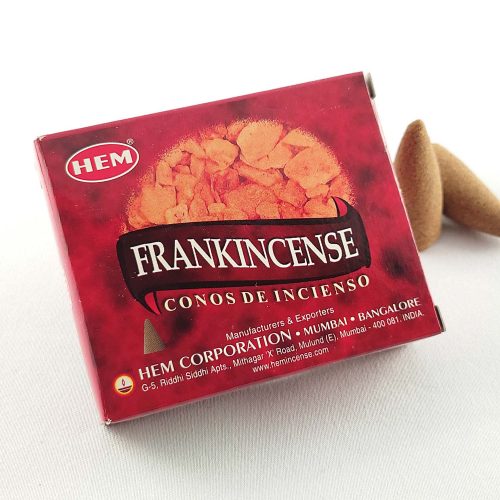 HEM®
FRANKINCENSE
CONOS DE INCIENSO
Manufacturers & Exporters
HEM CORPORATION • MUMBAI • BANGALORE
G-5, Riddhi Siddhi Apts., Mithagar 'X' Road, Mulund (E), Mumbai - 400 081. INDIA.
www.hemincense.com